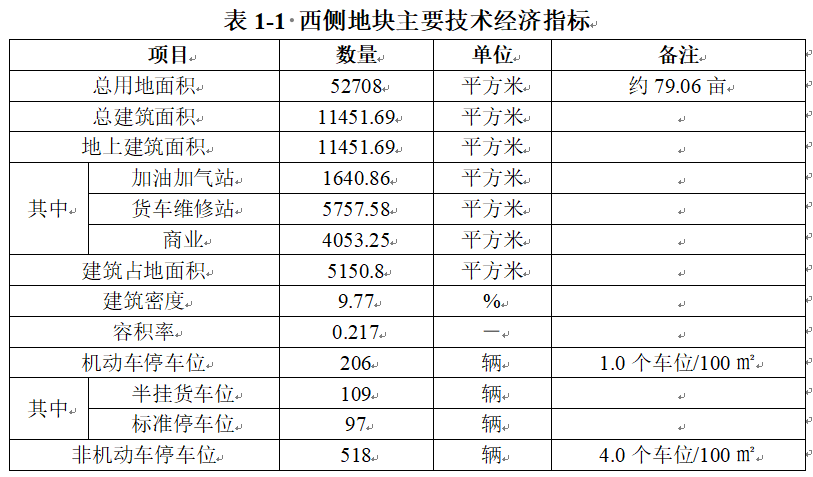 表 1-1 西侧地块主要技术经济指标
项目 数量 单位 备注
总用地面积 52708 平方米 约 79.06 亩
总建筑面积 11451.69 平方米
地上建筑面积 11451.69 平方米
其中 加油加气站 1640.86 平方米
货车维修站 5757.58 平方米
商业 4053.25 平方米
建筑占地面积 5150.8 平方米
建筑密度 9.77 %
容积率 0.217 —
机动车停车位 206 辆 1.0 个车位/100 ㎡
其中 半挂货车位 109 辆
标准停车位 97 辆
非机动车停车位 518 辆 4.0 个车位/100 ㎡